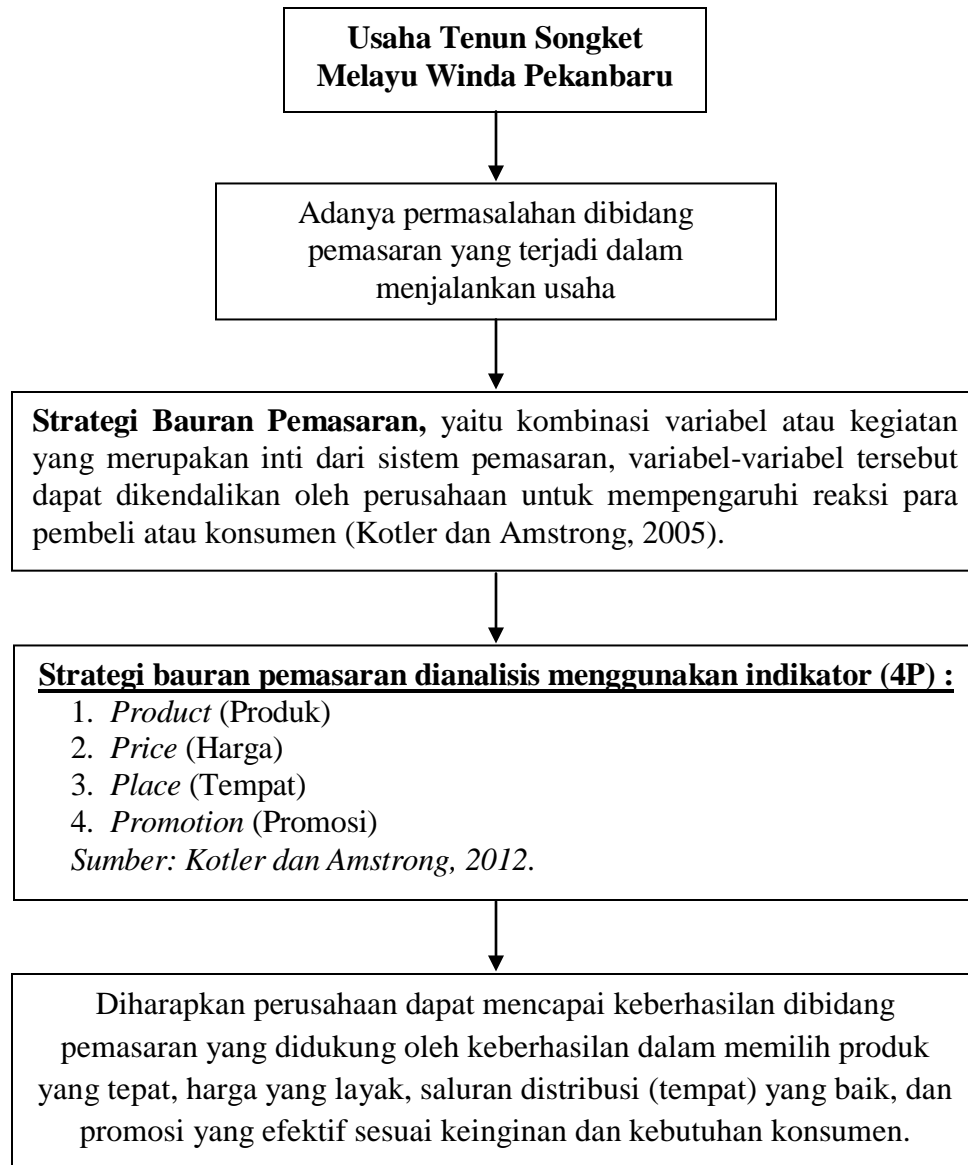 Usaha Tenun Songket
Melayu Winda Pekanbaru
Adanya permasalahan dibidang
pemasaran yang terjadi dalam
menjalankan usaha
Strategi Bauran Pemasaran, yaitu kombinasi variabel atau kegiatan
yang merupakan inti dari sistem pemasaran, variabel-variabel tersebut
dapat dikendalikan oleh perusahaan untuk mempengaruhi reaksi para
pembeli atau konsumen (Kotler dan Amstrong, 2005).
Strategi bauran pemasaran dianalisis menggunakan indikator (4P) :
1. Product (Produk)
2. Price (Harga)
3. Place (Tempat)
4. Promotion (Promosi)
Sumber: Kotler dan Amstrong, 2012.
Diharapkan perusahaan dapat mencapai keberhasilan dibidang
pemasaran yang didukung oleh keberhasilan dalam memilih produk
yang tepat, harga yang layak, saluran distribusi (tempat) yang baik, dan
promosi yang efektif sesuai keinginan dan kebutuhan konsumen.